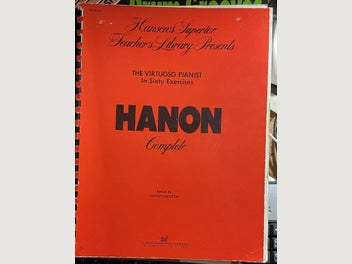 Hansen's Superior
Teacher's Library Presents
THE VIRTUOSO PIANIST
In Sixty Exercises
HANON
Complete